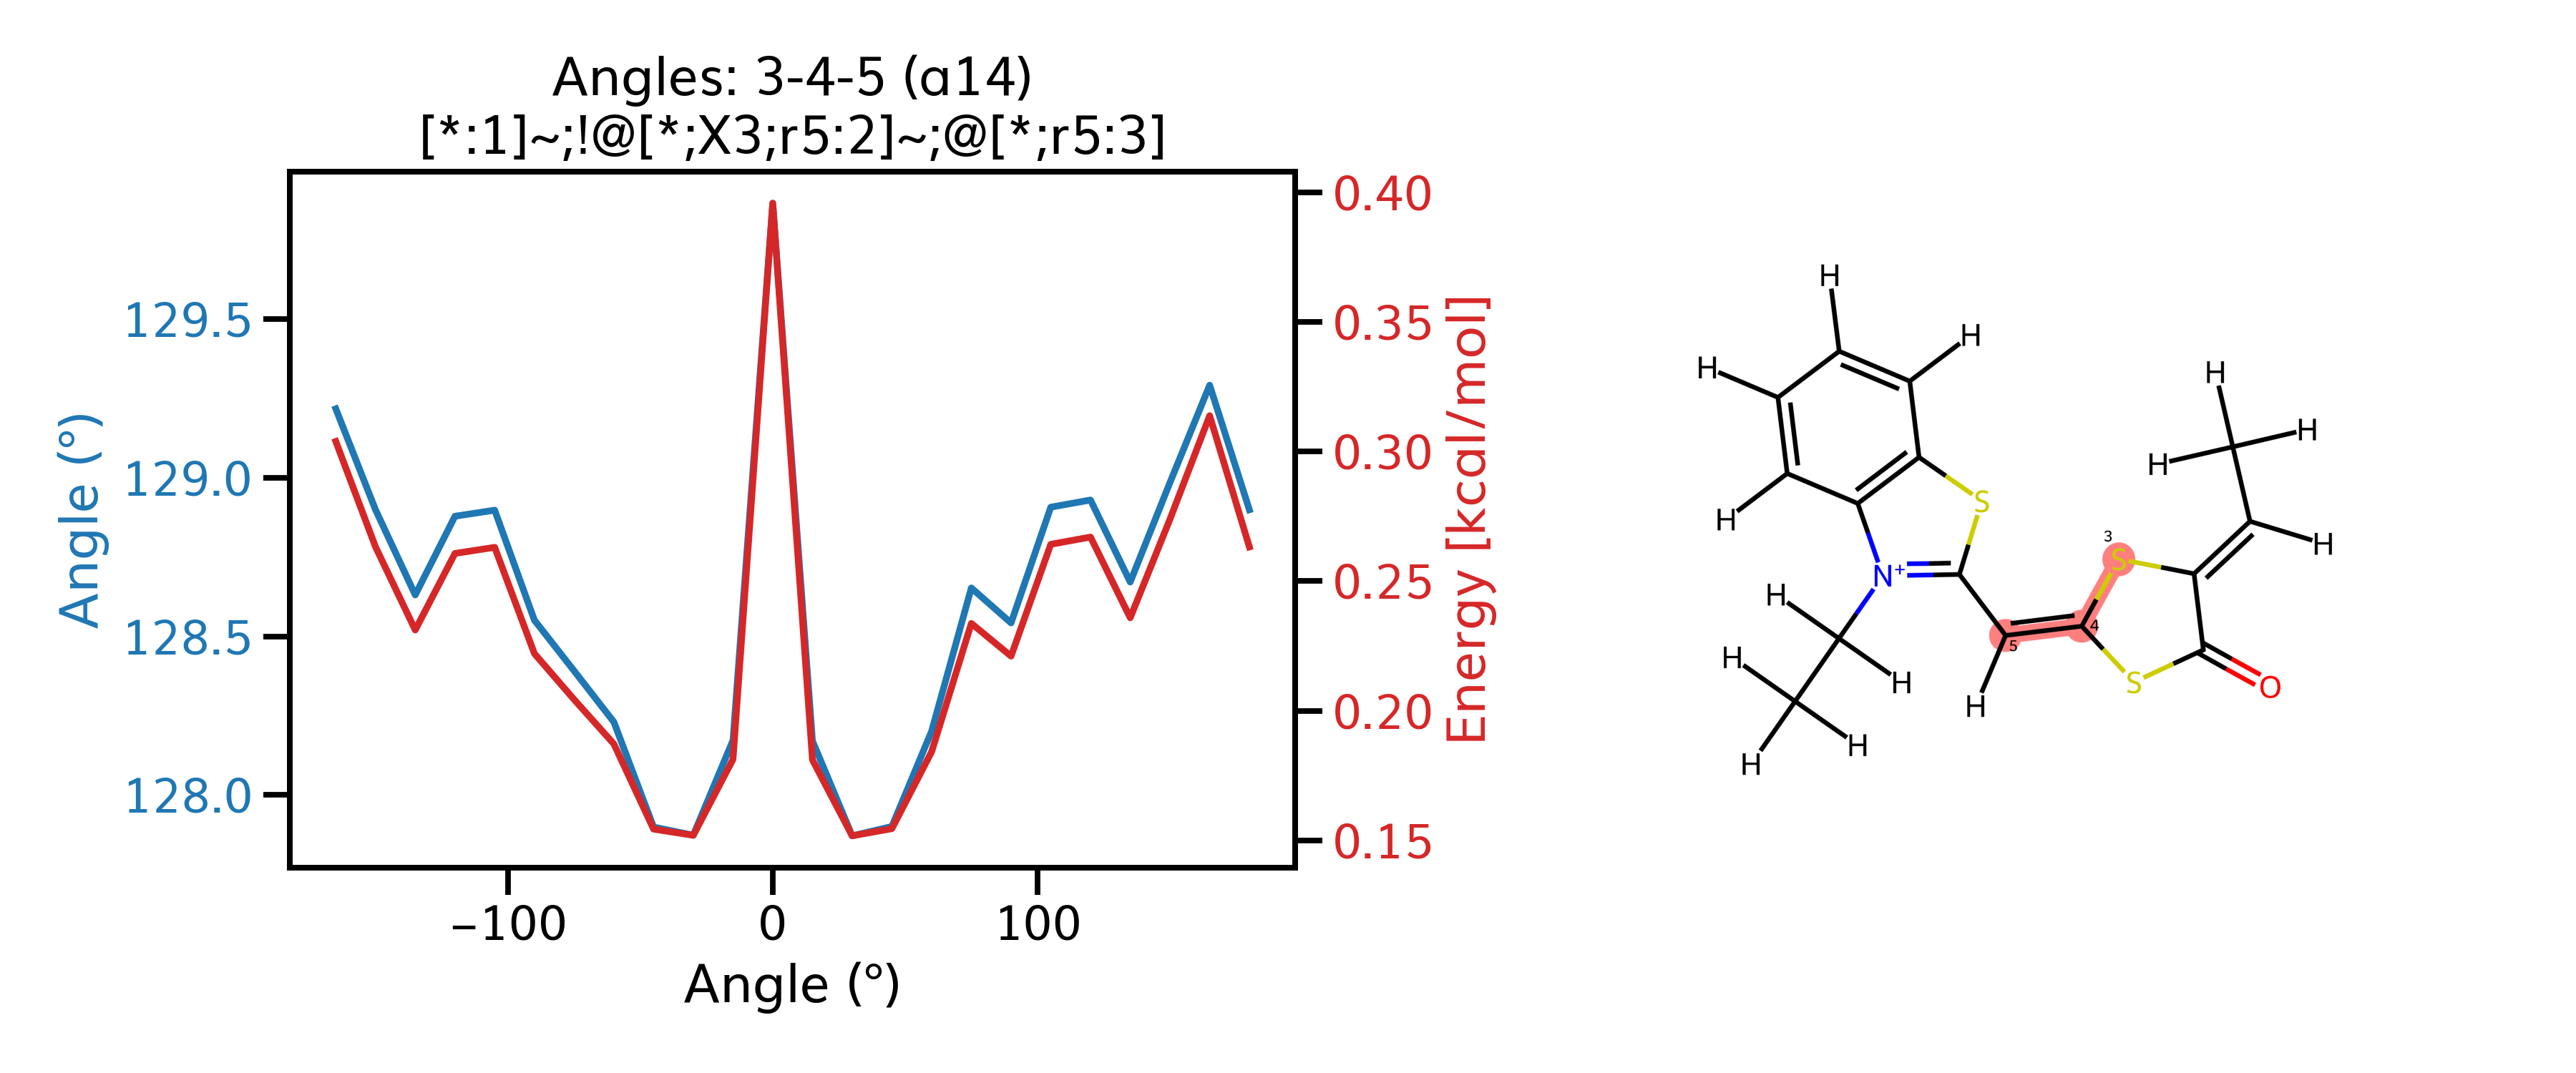 Angles: 3-4-5 (a14)
[*:1]~;!@[*;X3;r5:2]~;@[*;r5:3]
Angle (°)
129.5
129.0
128.5
128.0
0.40
0.35
0.30
0.25
0.20
0.15
Energy [kcal/mol]
−100
0
100
Angle (°)
H
H
H
H
H
H
H
S
3
S
H
N+
H
4
5
S
O
H
H
H
H
H